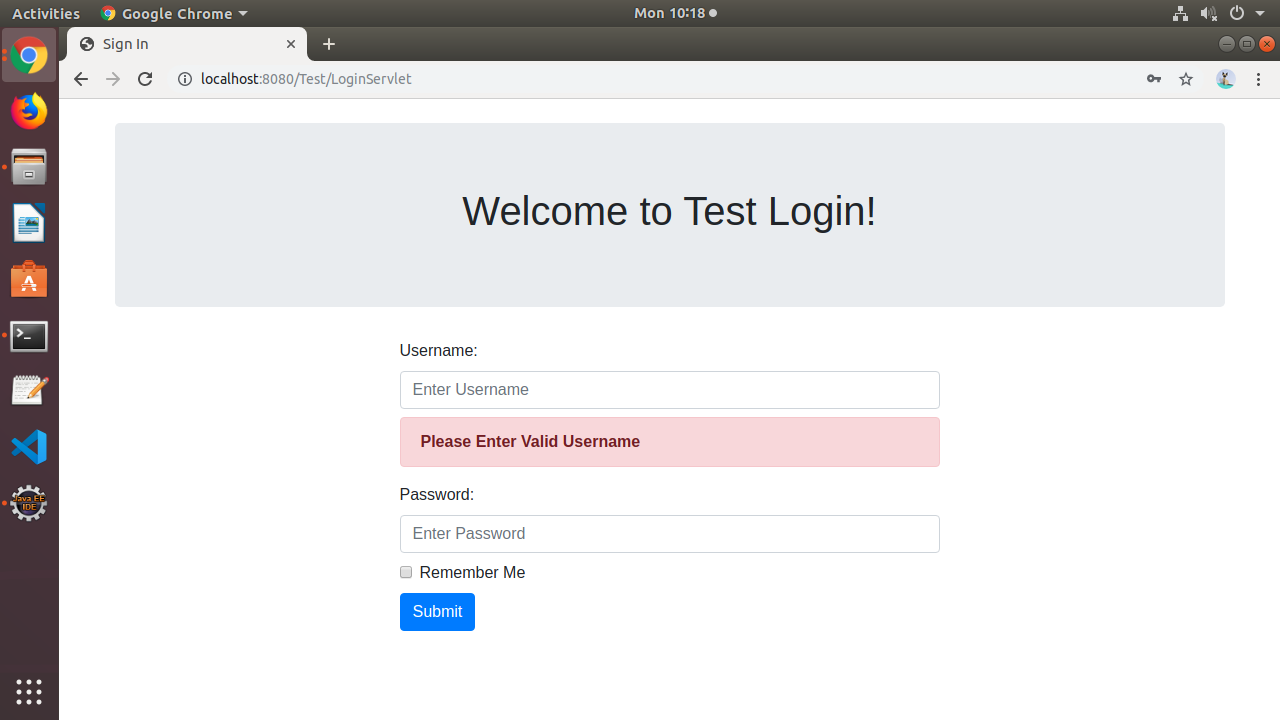 Activities Google Chrome Mon 10:18
Sign In
localhost:8080/Test/LoginServlet
Welcome to Test Login!
Username:
Enter Username
Please Enter Valid Username
Java EE
IDE
Password:
Enter Password
Remember Me
Submit